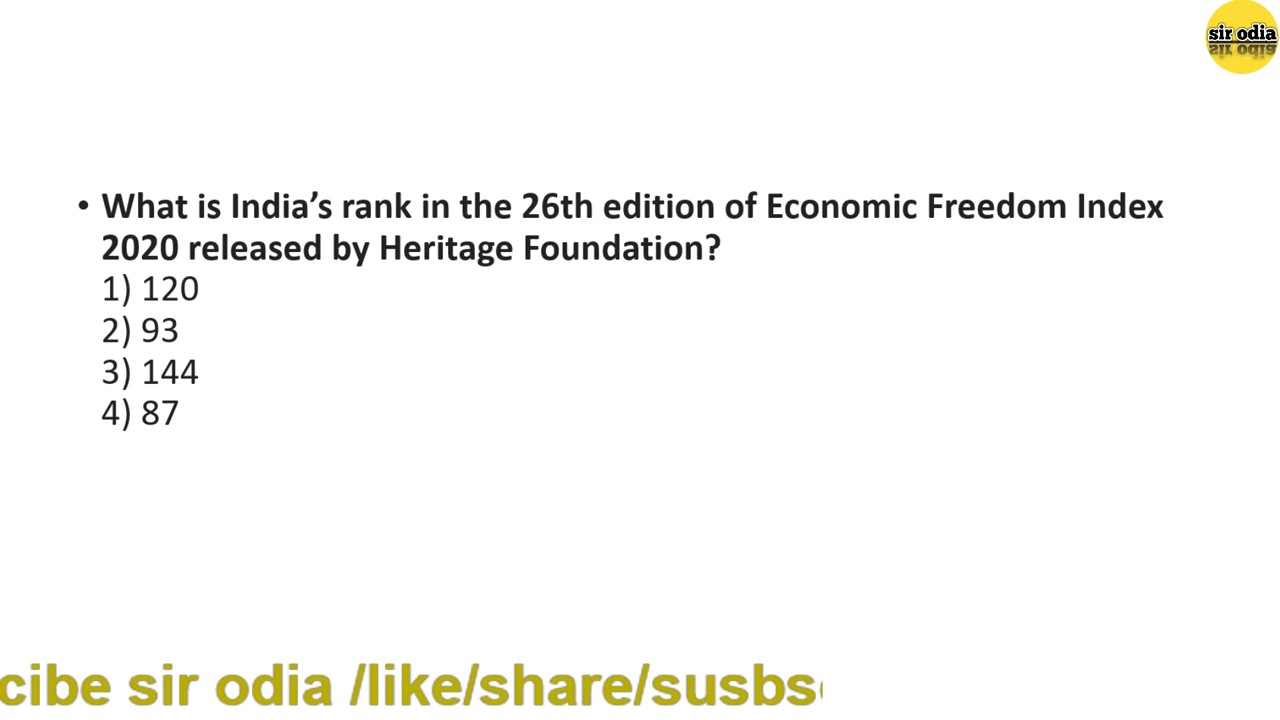 sir odia
• What is India’s rank in the 26th edition of Economic Freedom Index
2020 released by Heritage Foundation?
1) 120
2) 93
3) 144
4) 87
cibe sir odia /like/share/susbs